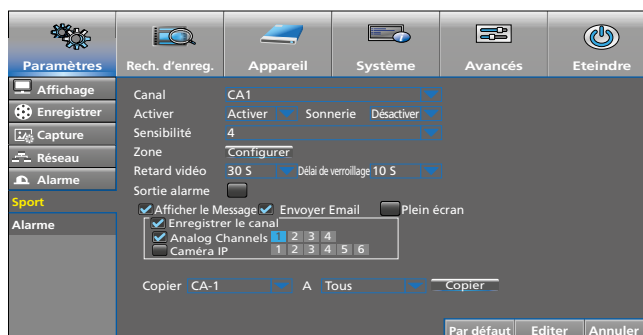 Paramètres Rech. d'enreg. Appareil Système Avancés Eteindre
Affichage
Enregistrer
Capture
Réseau
Alarme
Sport
Alarme
Canal CA1
Activer Activer Sonnerie Désactiver
Sensibilité 4
Zone Configurer
Retard vidéo 30 S Délai de verroillage 10 S
Sortie alarme
Afficher le Message Envoyer Email Plein écran
Enregistrer le canal
Analog Channels 1 2 3 4
Caméra IP 1 2 3 4 5 6
Copier CA-1 A Tous Copier
Par défaut Editer Annuler